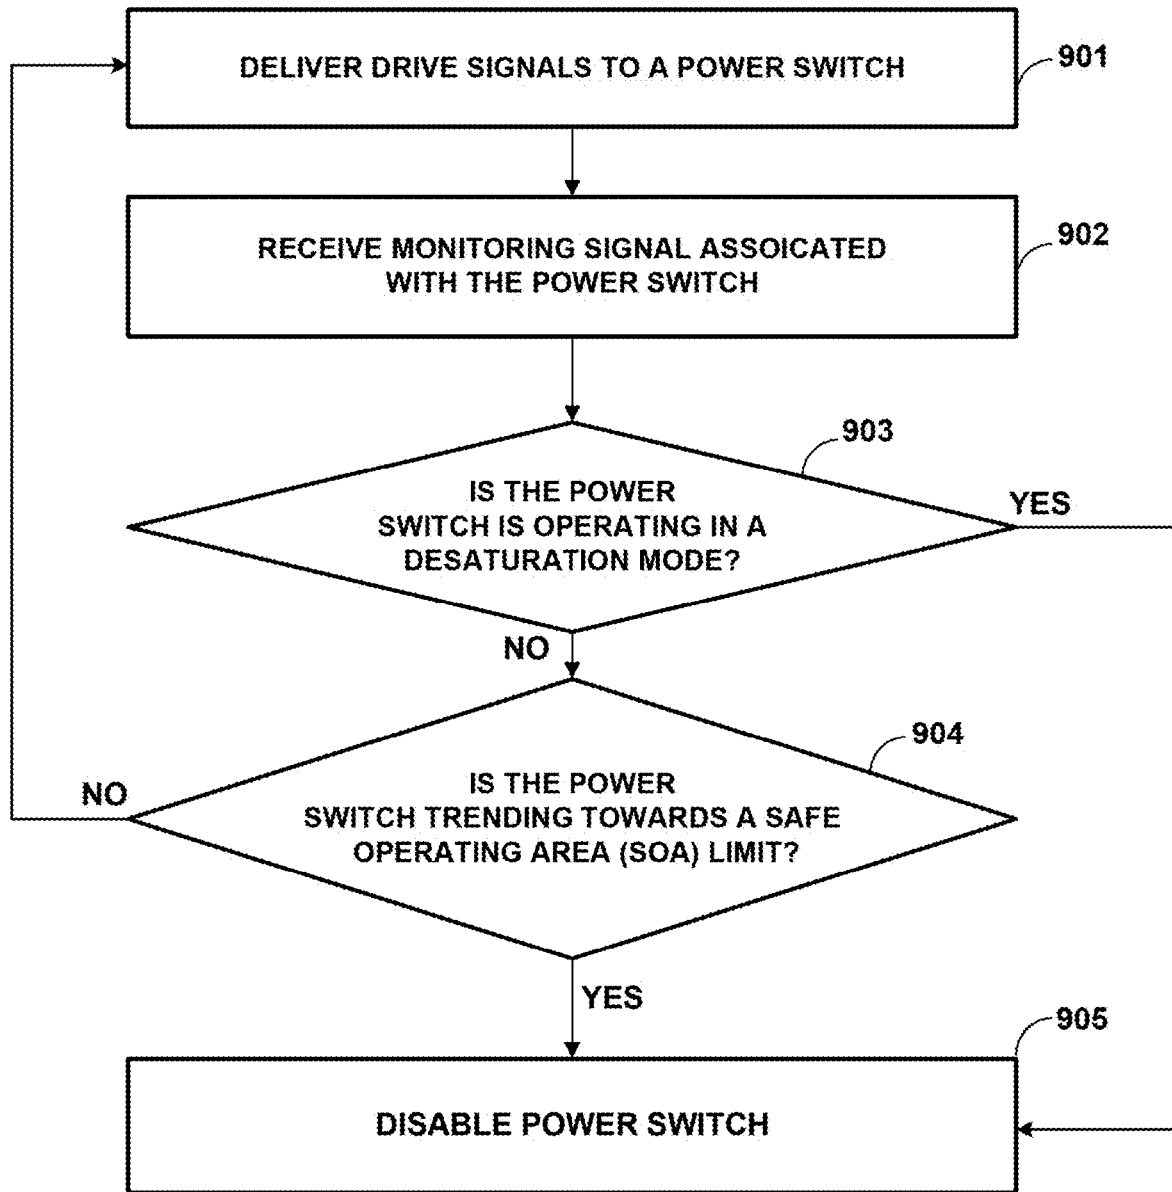 DELIVER DRIVE SIGNALS TO A POWER SWITCH
901
RECEIVE MONITORING SIGNAL ASSOICATED
WITH THE POWER SWITCH
902
903
IS THE POWER
SWITCH IS OPERATING IN A
DESATURATION MODE?
YES
NO
904
IS THE POWER
SWITCH TRENDING TOWARDS A SAFE
OPERATING AREA (SOA) LIMIT?
NO
YES
905
DISABLE POWER SWITCH